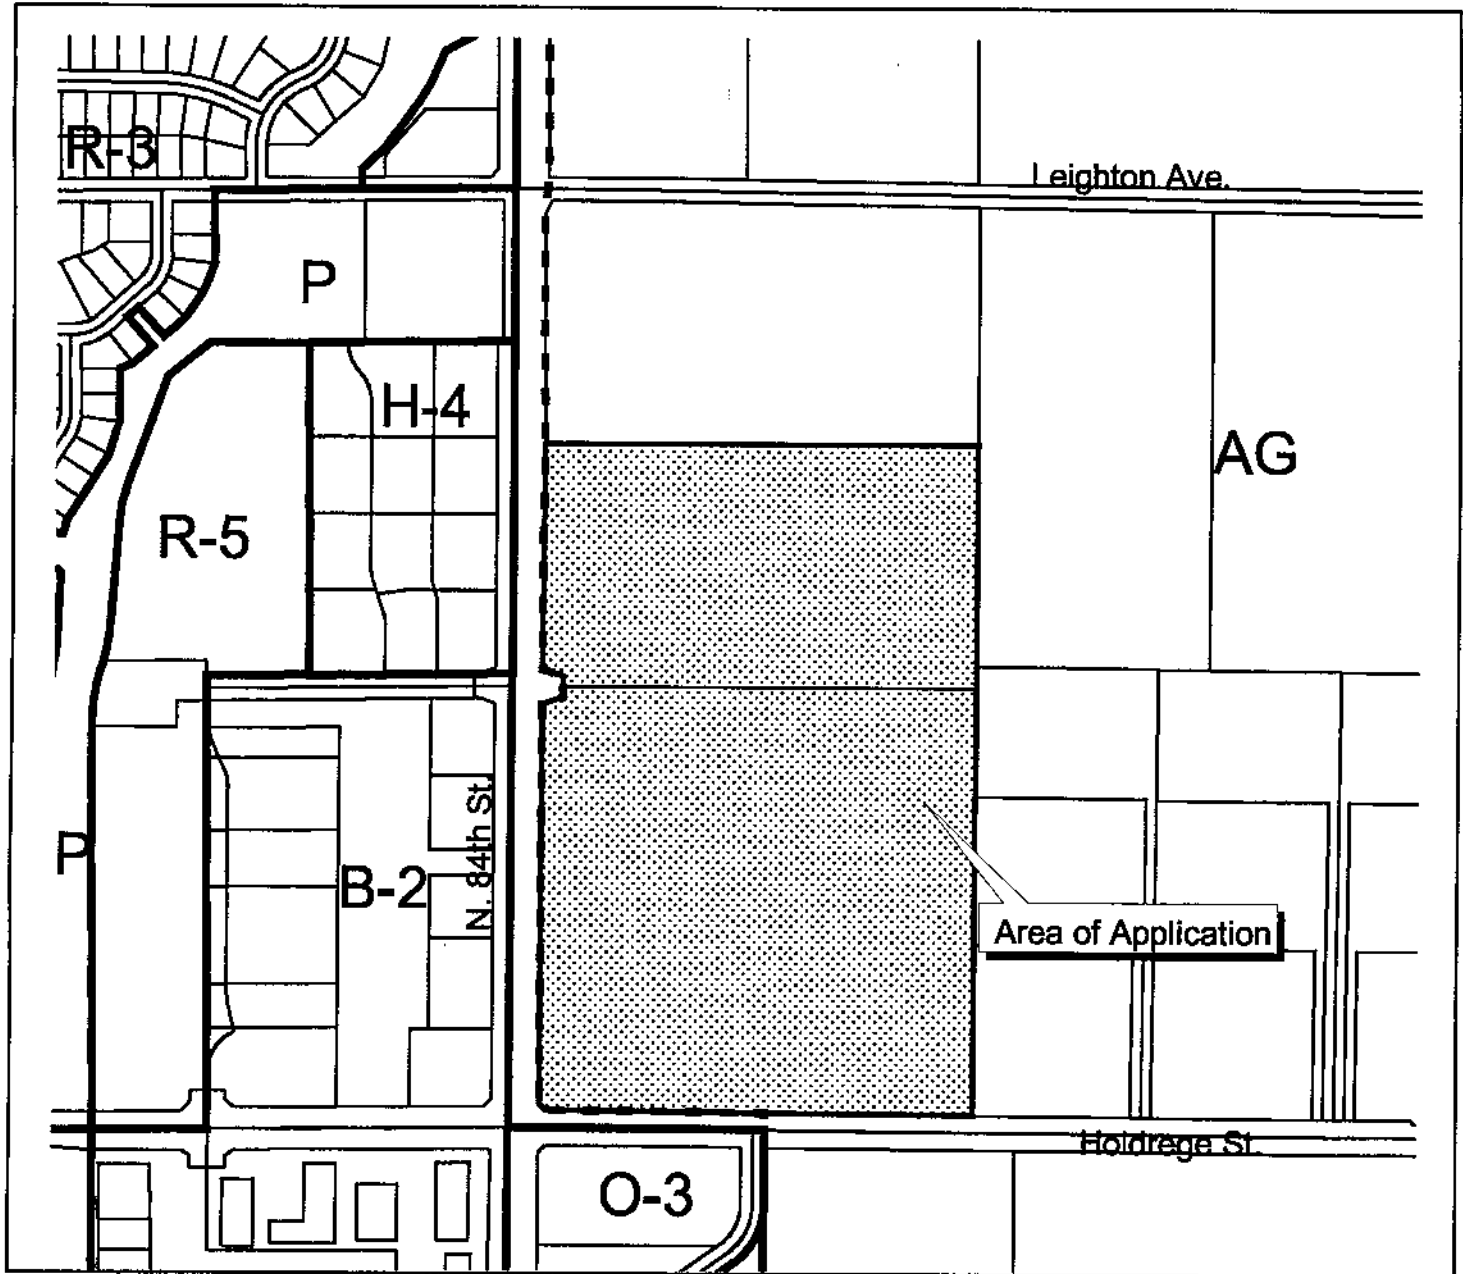 R-3
Leighton Ave.
P
H-4
AG
R-5
N. 84th St.
P
B-2
Area of Application
Holdrege St.
O-3